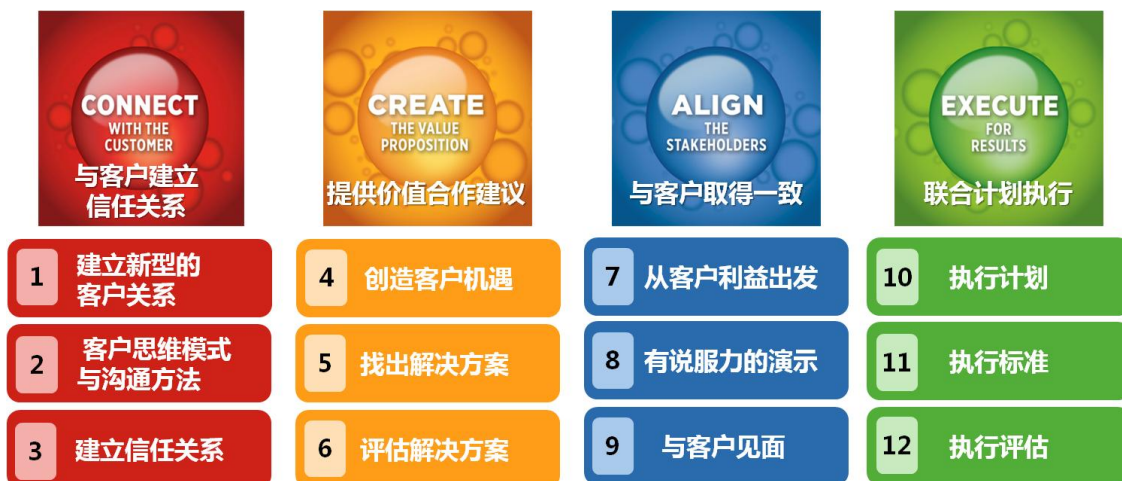 CONNECT
WITH THE
CUSTOMER
与客户建立
信任关系
CREATE
THE VALUE
PROPOSITION
提供价值合作建议
ALIGN
THE
STAKEHOLDERS
与客户取得一致
EXECUTE
FOR
RESULTS
联合计划执行
1 建立新型的
客户关系
2 客户思维模式
与沟通方法
3 建立信任关系
4 创造客户机遇
5 找出解决方案
6 评估解决方案
7 从客户利益出发
8 有说服力的演示
9 与客户见面
10 执行计划
11 执行标准
12 执行评估